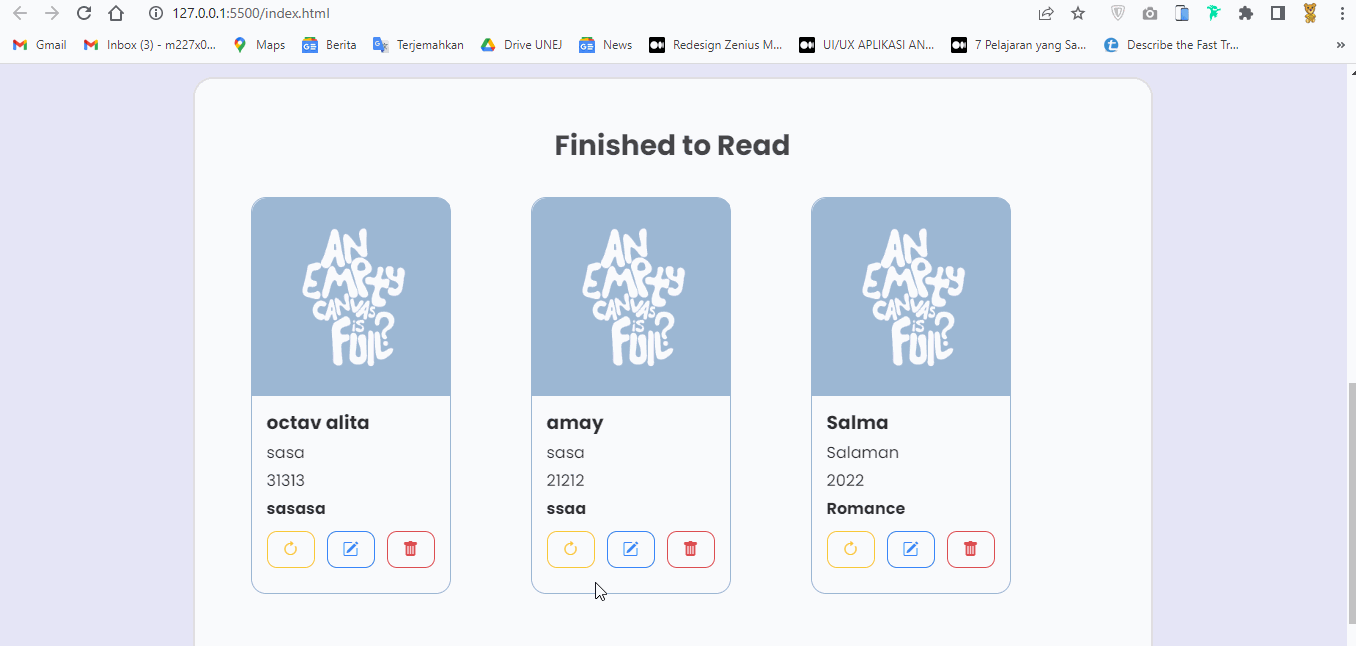 127.0.0.1:5500/index.html
Gmail
Inbox (3) - m227x0...
Maps
Berita
Terjemahkan
Drive UNEJ
News
Redesign Zenius M...
UI/UX APLIKASI AN...
7 Pelajaran yang Sa...
Describe the Fast Tr...
»
Finished to Read
AN
EMPty
CANVAS
iS
FUll?
AN
EMPty
CANVAS
iS
FUll?
AN
EMPty
CANVAS
iS
FUll?
octav alita
sasa
31313
sasasa
amay
sasa
21212
ssaa
Salma
Salaman
2022
Romance